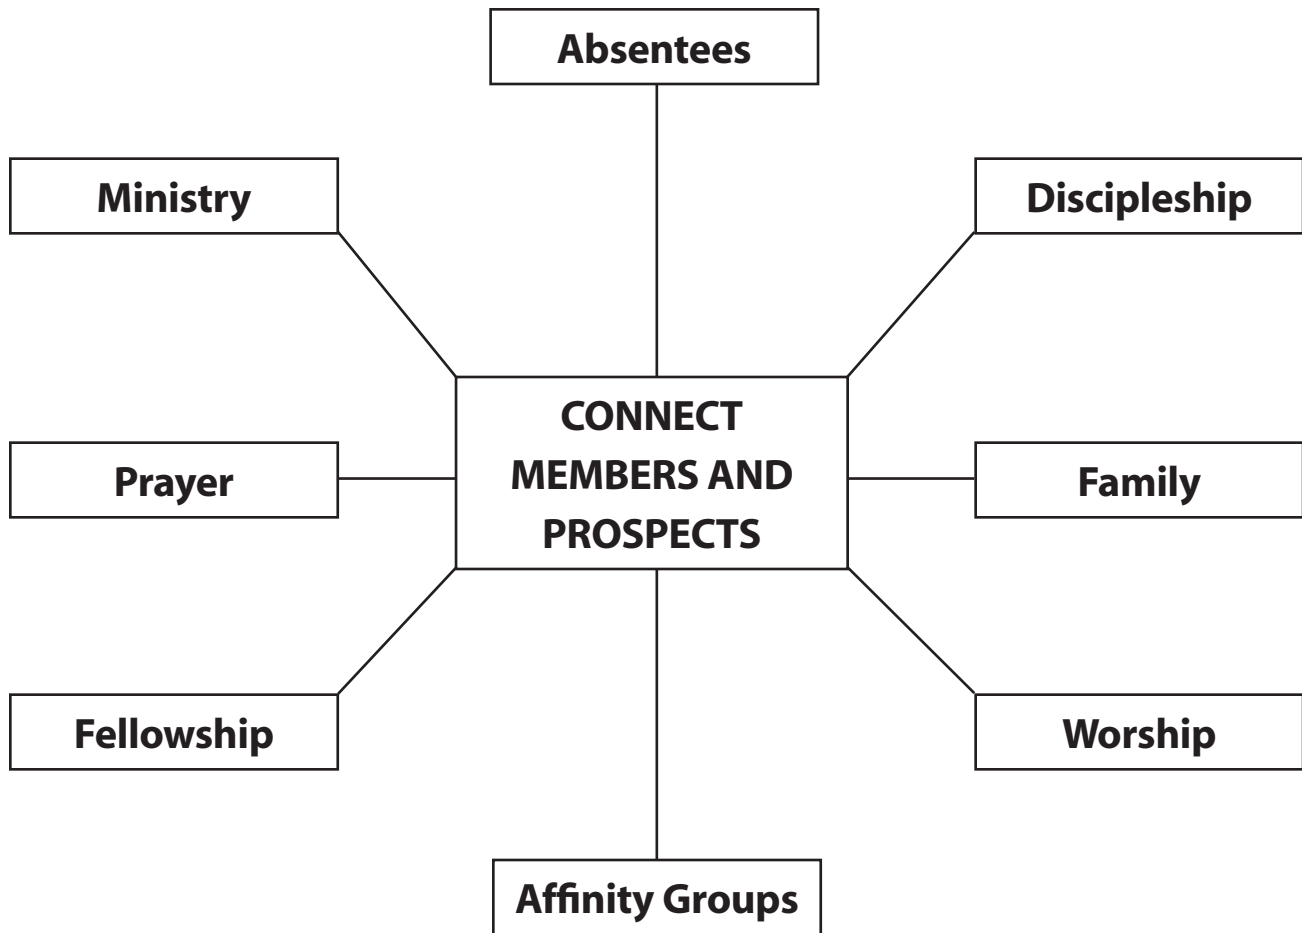 Absentees
Ministry
Discipleship
CONNECT
MEMBERS AND
PROSPECTS
Prayer
Family
Fellowship
Worship
Affinity Groups